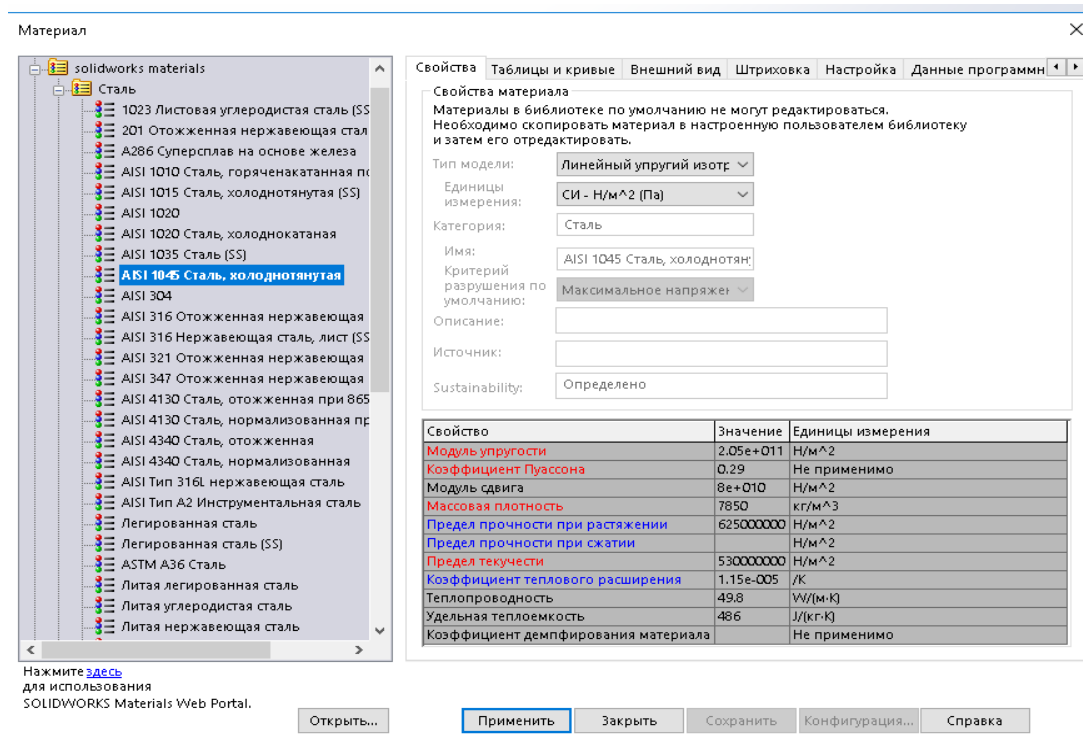 Материал
solidworks materials
Сталь
1023 Листовая углеродистая сталь (SS
201 Отожженная нержавеющая стал
A286 Суперсплав на основе железа
AISI 1010 Сталь, горяченакатанная по
AISI 1015 Сталь, холоднотянутая (SS)
AISI 1020
AISI 1020 Сталь, холоднокатаная
AISI 1035 Сталь (SS)
AISI 1045 Сталь, холоднотянутая
AISI 304
AISI 316 Отожженная нержавеющая
AISI 316 Нержавеющая сталь, лист (SS
AISI 321 Отожженная нержавеющая
AISI 347 Отожженная нержавеющая
AISI 4130 Сталь, отожженная при 865
AISI 4130 Сталь, нормализованная пр
AISI 4340 Сталь, отожженная
AISI 4340 Сталь, нормализованная
AISI Тип 316L нержавеющая сталь
AISI Тип A2 Инструментальная сталь
Легированная сталь
Легированная сталь (SS)
ASTM A36 Сталь
Литая легированная сталь
Литая углеродистая сталь
Литая нержавеющая сталь
Нажмите здесь
для использования
SOLIDWORKS Materials Web Portal.
Свойства Таблицы и кривые Внешний вид Штриховка Настройка Данные программн
Свойства материала
Материалы в библиотеке по умолчанию не могут редактироваться.
Необходимо скопировать материал в настроенную пользователем библиотеку
и затем его отредактировать.
Тип модели: Линейный упругий изотр
Единицы измерения: СИ - Н/м^2 (Па)
Категория: Сталь
Имя: AISI 1045 Сталь, холоднотян
Критерий разрушения по умолчанию: Максимальное напряжен
Описание:
Источник:
Sustainability: Определено
Свойство Значение Единицы измерения
Модуль упругости 2.05e+011 Н/м^2
Коэффициент Пуассона 0.29 Не применимо
Модуль сдвига 8e+010 Н/м^2
Массовая плотность 7850 кг/м^3
Предел прочности при растяжении 625000000 Н/м^2
Предел прочности при сжатии Н/м^2
Предел текучести 530000000 Н/м^2
Коэффициент теплового расширения 1.15e-005 /K
Теплопроводность 49.8 W/(м·K)
Удельная теплоемкость 486 J/(кг·K)
Коэффициент демпфирования материала Не применимо
Открыть... Применить Закрыть Сохранить Конфигурация... Справка